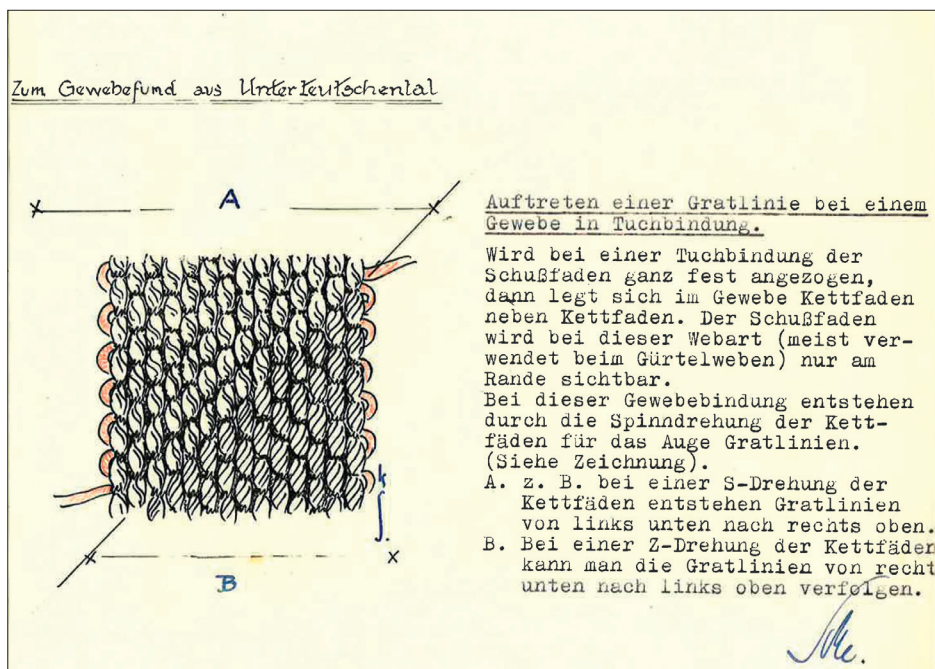 Zum Gewebefund aus Unterteutschental
A
Auftreten einer Gratlinie bei einem
Gewebe in Tuchbindung.
Wird bei einer Tuchbindung der
Schußfaden ganz fest angezogen,
dann legt sich im Gewebe Kettfaden
neben Kettfaden. Der Schußfaden
wird bei dieser Webart (meist ver-
wendet beim Gürtelweben) nur am
Rande sichtbar.
Bei dieser Gewebebindung entstehen
durch die Spinndrehung der Kett-
fäden für das Auge Gratlinien.
(Siehe Zeichnung).
A. z. B. bei einer S-Drehung der
Kettfäden entstehen Gratlinien
von links unten nach rechts oben.
B. Bei einer Z-Drehung der Kettfäden
kann man die Gratlinien von recht
unten nach links oben verfolgen.
B